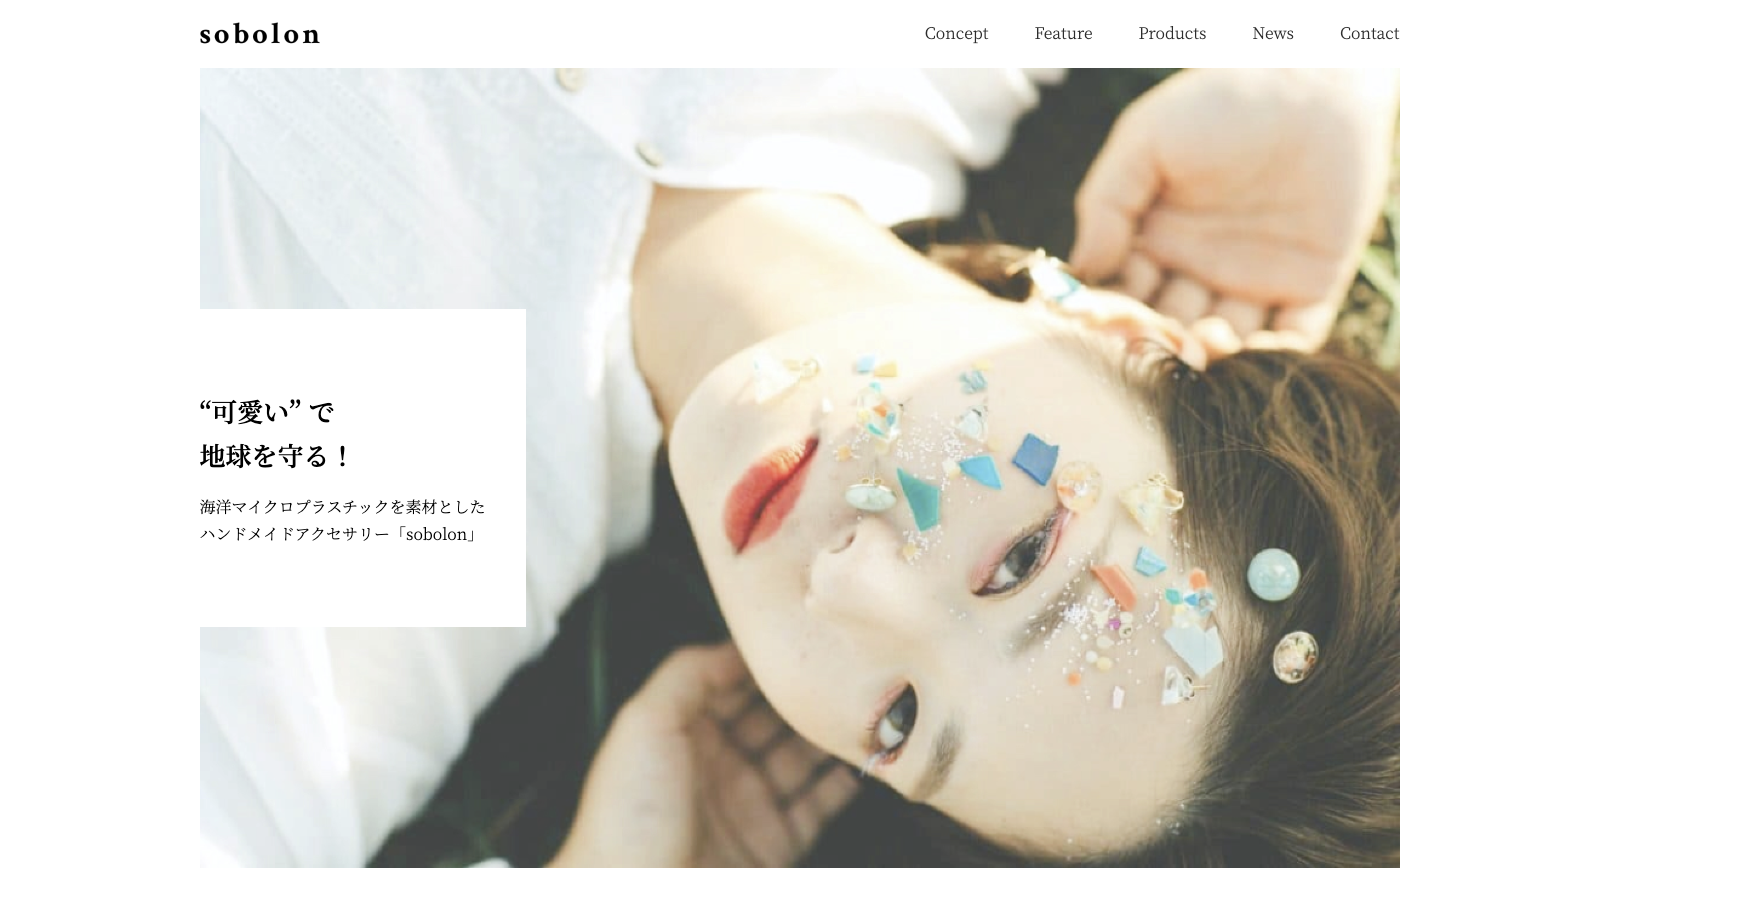 sobolon
Concept Feature Products News Contact
“可愛い” で
地球を守る！
海洋マイクロプラスチックを素材とした
ハンドメイドアクセサリー「sobolon」